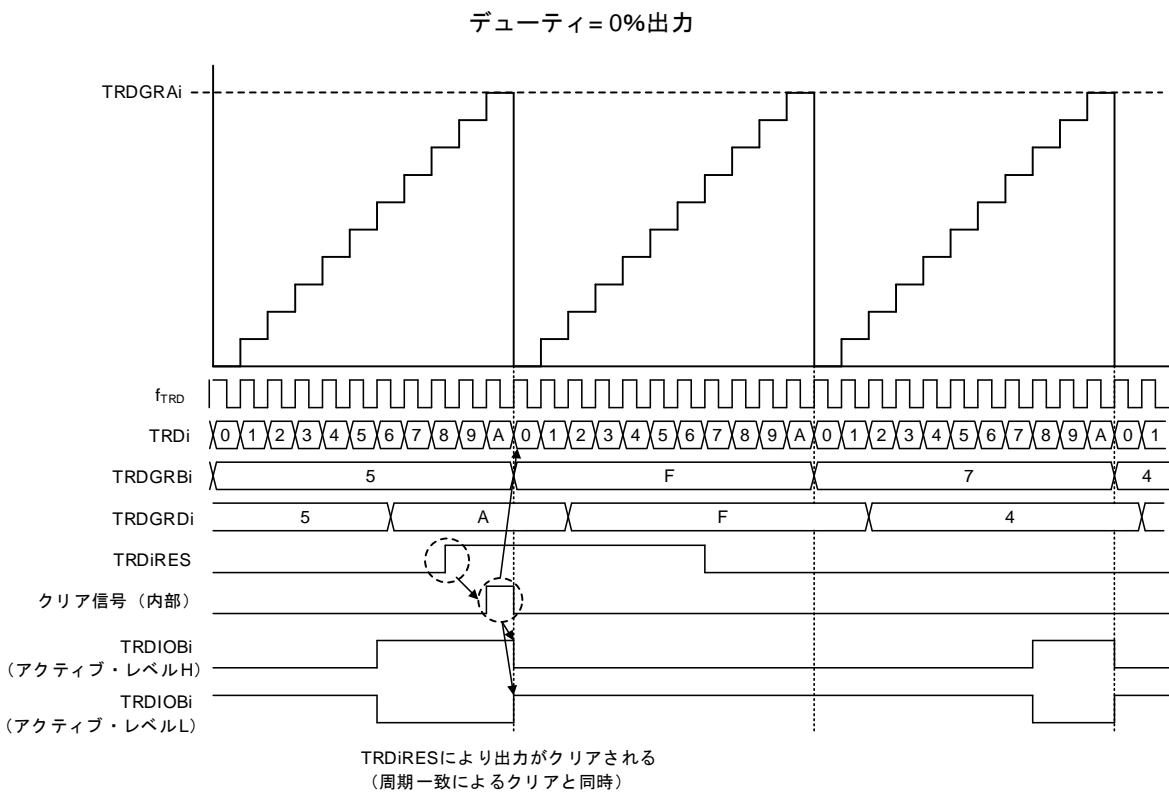 デューティ= 0%出力
TRDGRAi
fTRD
TRDi 0 1 2 3 4 5 6 7 8 9 A 0 1 2 3 4 5 6 7 8 9 A 0 1 2 3 4 5 6 7 8 9 A 0 1
TRDGRBi 5 F 7 4
TRDGRDi 5 A F 4
TRDiRES
クリア信号（内部）
TRDIOBi
（アクティブ・レベルH）
TRDIOBi
（アクティブ・レベルL）
TRDiRESにより出力がクリアされる
（周期一致によるクリアと同時）